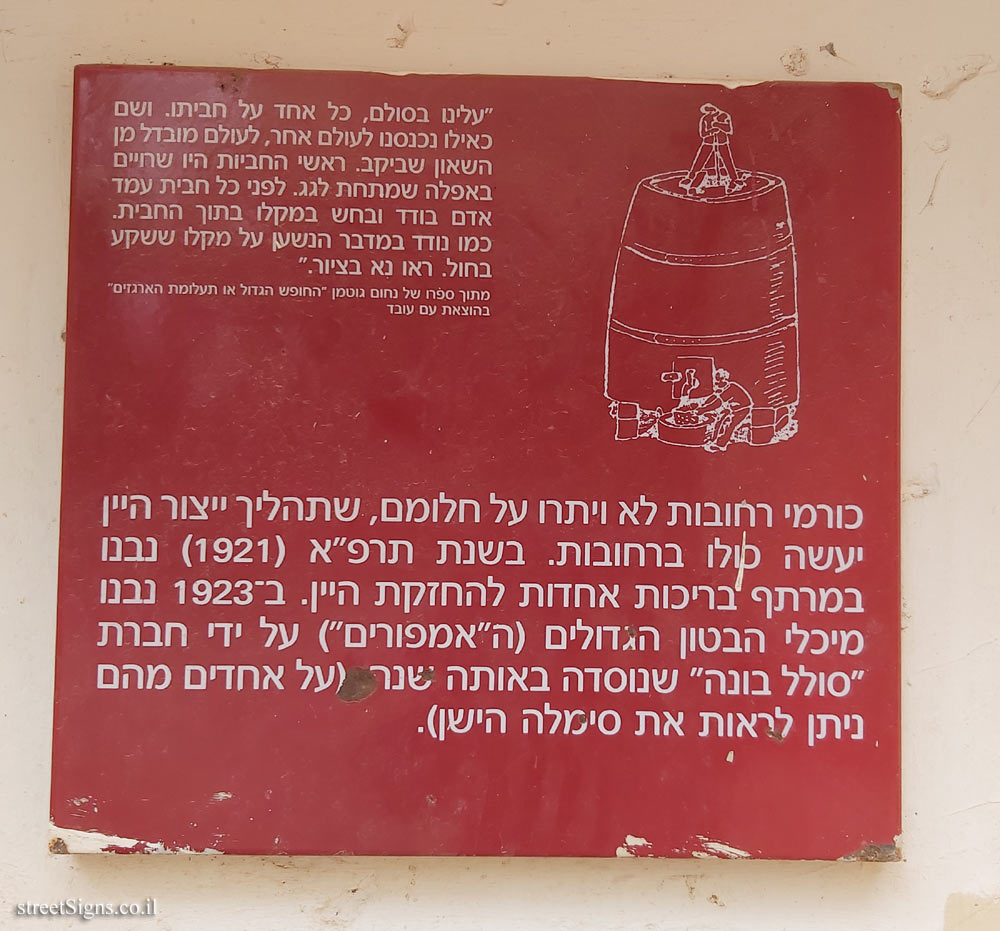 "עלינו בסולם, כל אחד על חביתו. ושם
כאילו נכנסנו לעולם אחר, לעולם מובדל מן
השאון שביקב. ראשי החביות היו שרויים
באפלה שמתחת לגג. לפני כל חבית עמד
אדם בודד ובחש במקלו בתוך החבית.
כמו נודד במדבר הנשען על מקלו ששקע
בחול. ראו נא בציור."
מתוך ספרו של נחום גוטמן "החופש הגדול או תעלומת הארגזים"
בהוצאת עם עובד
כורמי רחובות לא ויתרו על חלומם, שתהליך ייצור היין
יעשה כולו ברחובות. בשנת תרפ"א (1921) נבנו
במרתף בריכות אחדות להחזקת היין. ב־1923 נבנו
מיכלי הבטון הגדולים (ה"אמפורים") על ידי חברת
"סולל בונה" שנוסדה באותה שנה (על אחדים מהם
ניתן לראות את סימלה הישן).
streetSigns.co.il